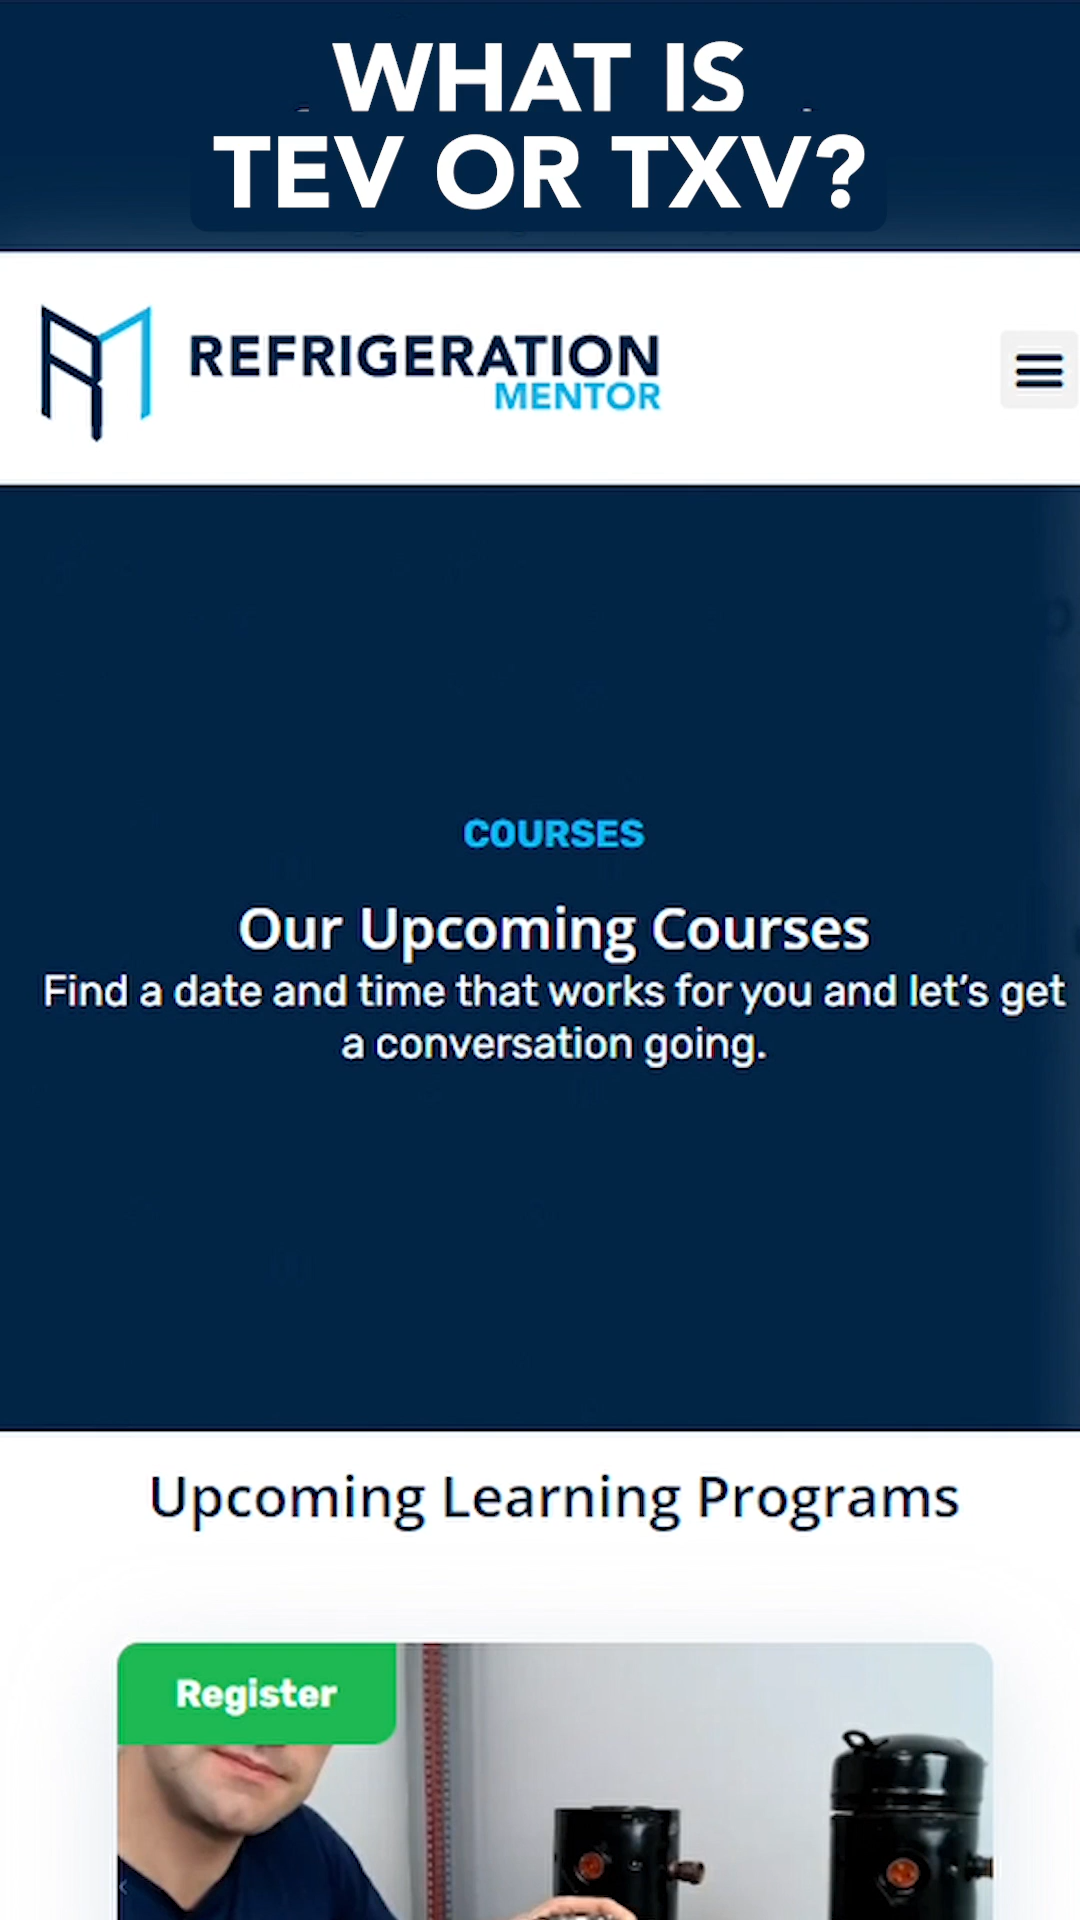 WHAT IS
TEV OR TXV?
REFRIGERATION
MENTOR
COURSES
Our Upcoming Courses
Find a date and time that works for you and let’s get
a conversation going.
Upcoming Learning Programs
Register